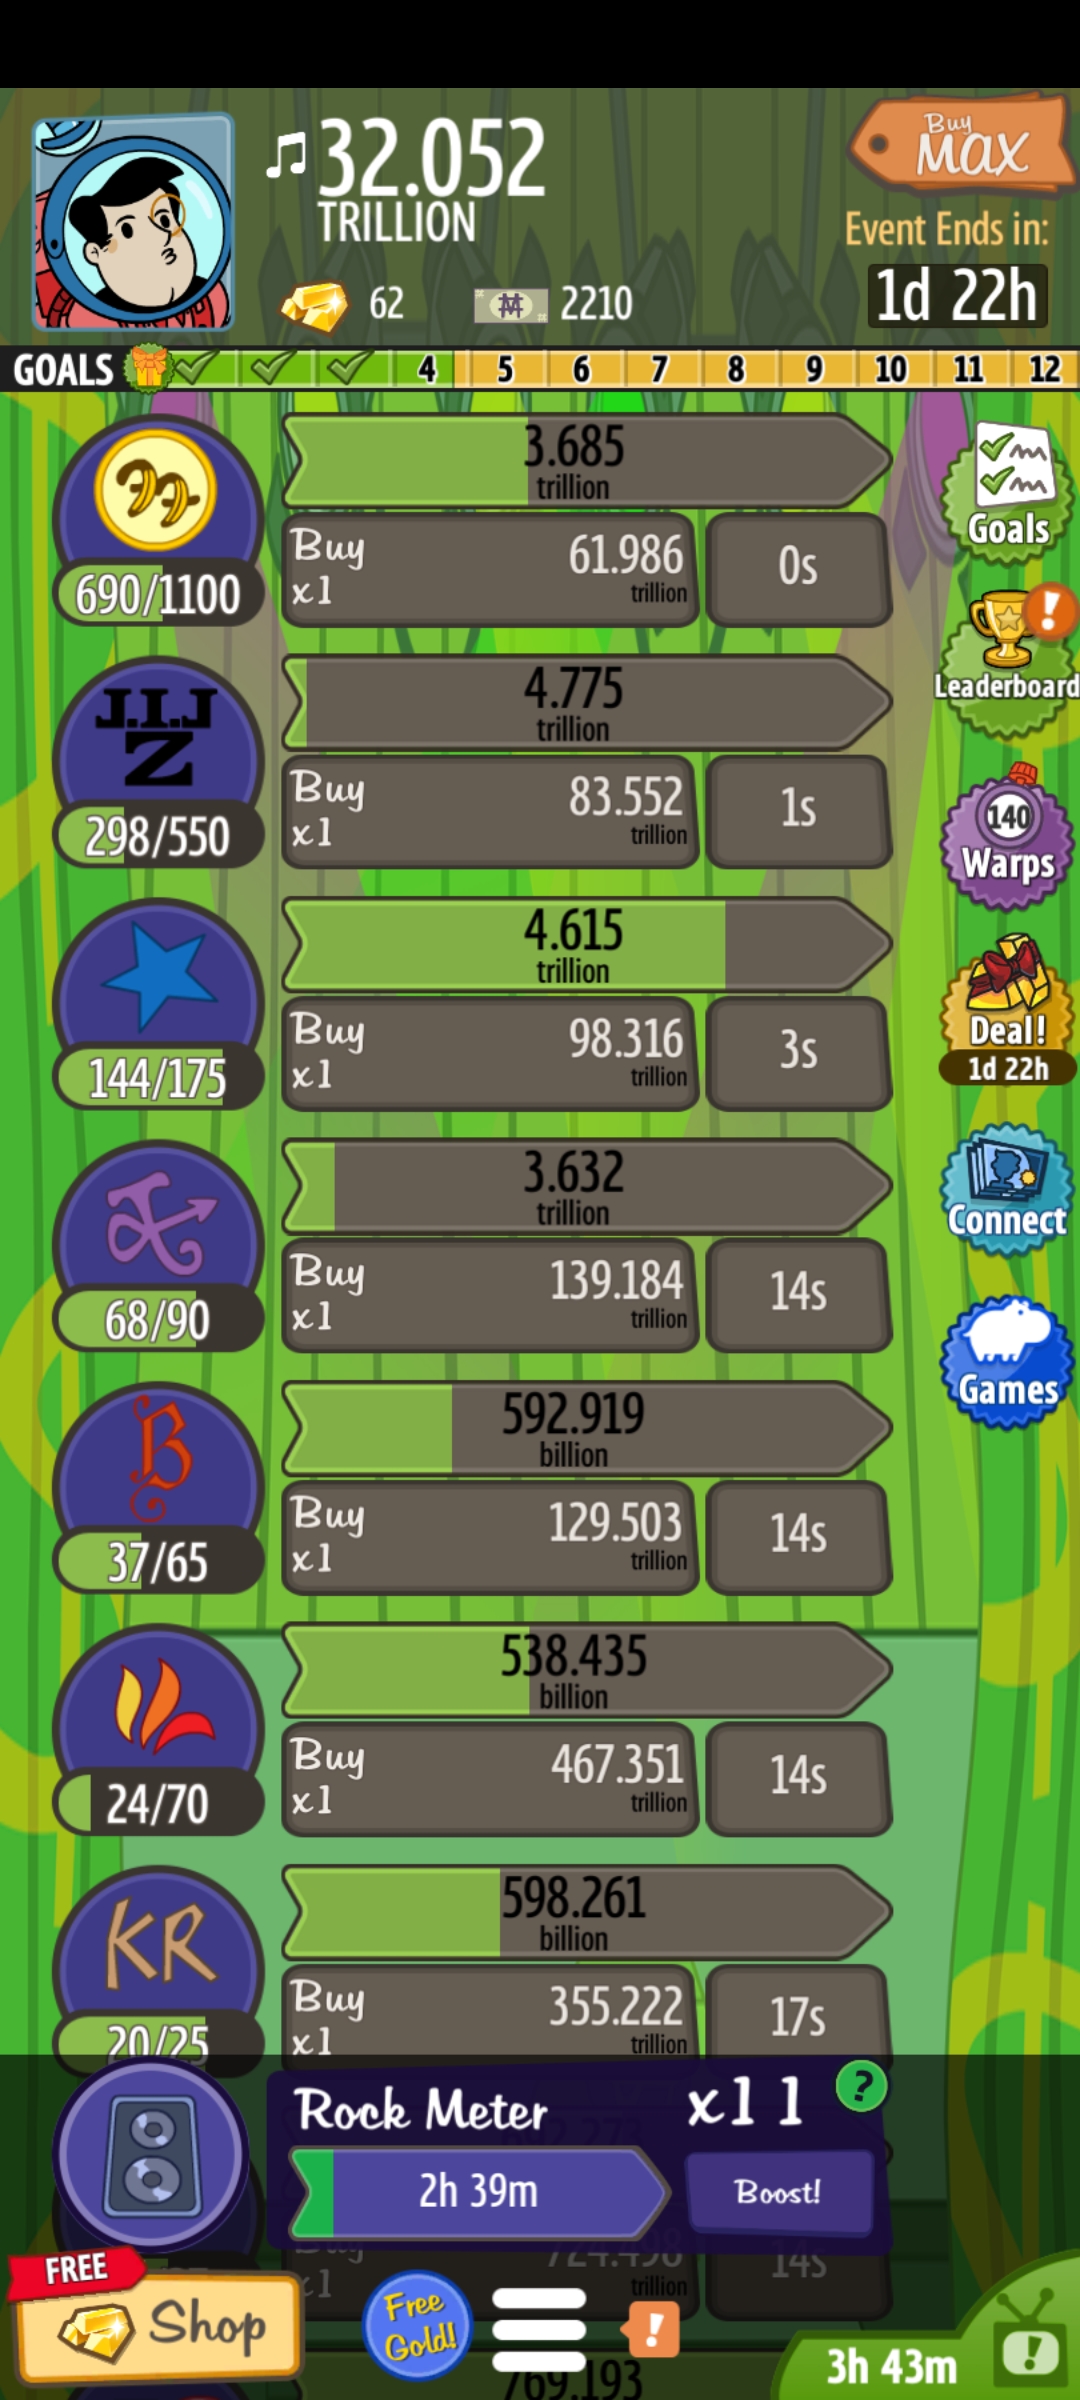 32.052
TRILLION
62
2210
Buy
MAX
Event Ends in:
1d 22h
GOALS 4 5 6 7 8 9 10 11 12
3.685
trillion
690/1100
Buy
x1
61.986
trillion
0s
Goals
J.I.J
Z
4.775
trillion
298/550
Buy
x1
83.552
trillion
1s
Leaderboard
4.615
trillion
144/175
Buy
x1
98.316
trillion
3s
140
Warps
3.632
trillion
68/90
Buy
x1
139.184
trillion
14s
Deal!
1d 22h
B
592.919
billion
37/65
Buy
x1
129.503
trillion
14s
Connect
538.435
billion
24/70
Buy
x1
467.351
trillion
14s
Games
KR
598.261
billion
20/25
Buy
x1
355.222
trillion
17s
Rock Meter
x11
?
2h 39m
Boost!
Buy
x1
724.498
trillion
14s
FREE
Shop
Free
Gold!
!
769.193
3h 43m